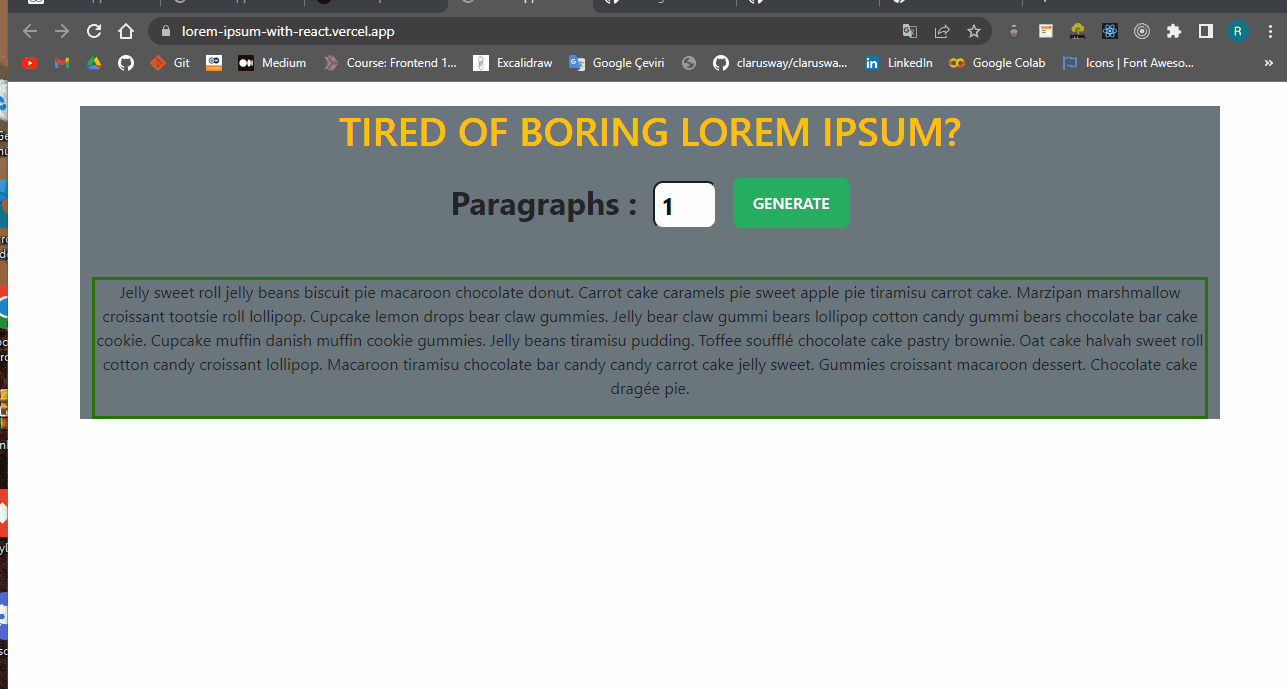 lorem-ipsum-with-react.vercel.app
R
Git
Medium
Course: Frontend 1...
Excalidraw
Google Çeviri
clarusway/claruswa...
LinkedIn
Google Colab
Icons | Font Aweso...
»
TIRED OF BORING LOREM IPSUM?
Paragraphs : 1 GENERATE
Jelly sweet roll jelly beans biscuit pie macaroon chocolate donut. Carrot cake caramels pie sweet apple pie tiramisu carrot cake. Marzipan marshmallow
croissant tootsie roll lollipop. Cupcake lemon drops bear claw gummies. Jelly bear claw gummi bears lollipop cotton candy gummi bears chocolate bar cake
cookie. Cupcake muffin danish muffin cookie gummies. Jelly beans tiramisu pudding. Toffee soufflé chocolate cake pastry brownie. Oat cake halvah sweet roll
cotton candy croissant lollipop. Macaroon tiramisu chocolate bar candy candy carrot cake jelly sweet. Gummies croissant macaroon dessert. Chocolate cake
dragée pie.